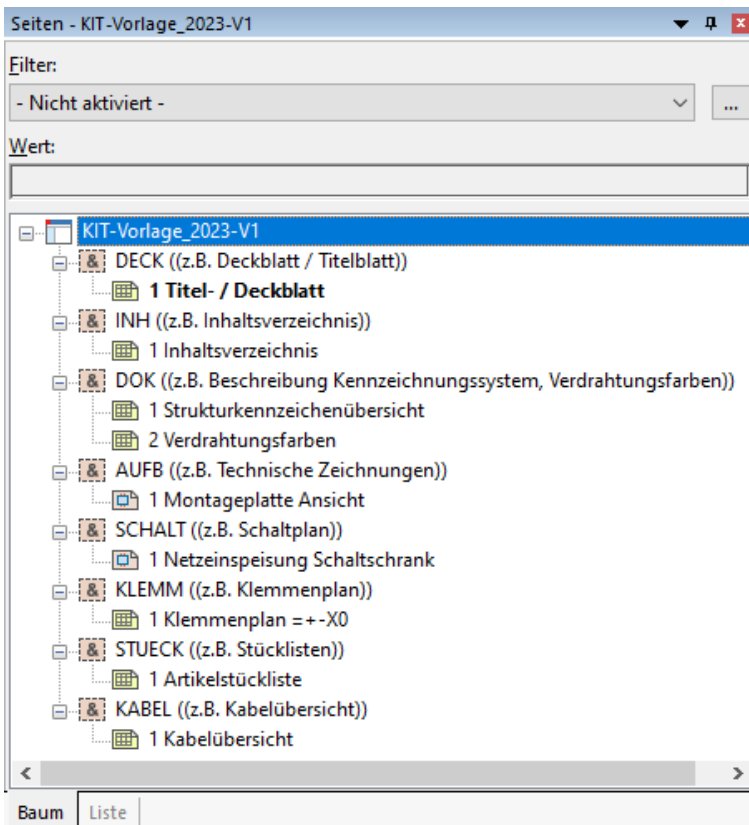 Seiten - KIT-Vorlage_2023-V1
Filter:
- Nicht aktiviert -
...
Wert:
KIT-Vorlage_2023-V1
& DECK ((z.B. Deckblatt / Titelblatt))
1 Titel- / Deckblatt
& INH ((z.B. Inhaltsverzeichnis))
1 Inhaltsverzeichnis
& DOK ((z.B. Beschreibung Kennzeichnungssystem, Verdrahtungsfarben))
1 Strukturkennzeichenübersicht
2 Verdrahtungsfarben
& AUFB ((z.B. Technische Zeichnungen))
1 Montageplatte Ansicht
& SCHALT ((z.B. Schaltplan))
1 Netzeinspeisung Schaltschrank
& KLEMM ((z.B. Klemmenplan))
1 Klemmenplan =+-X0
& STUECK ((z.B. Stücklisten))
1 Artikelstückliste
& KABEL ((z.B. Kabelübersicht))
1 Kabelübersicht
Baum Liste